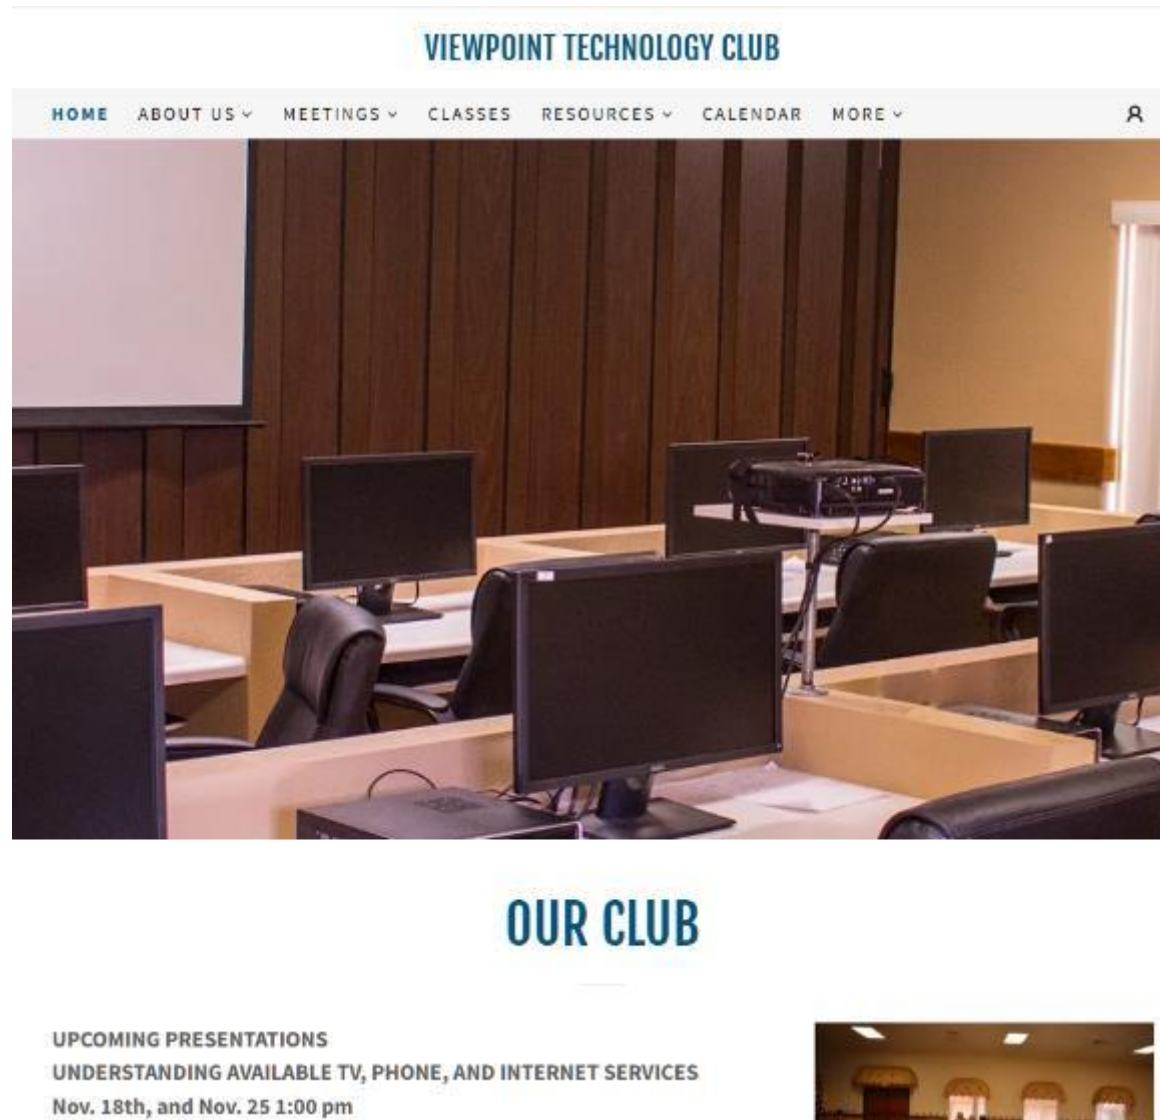 VIEWPOINT TECHNOLOGY CLUB
HOME ABOUT US MEETINGS CLASSES RESOURCES CALENDAR MORE
OUR CLUB
UPCOMING PRESENTATIONS
UNDERSTANDING AVAILABLE TV, PHONE, AND INTERNET SERVICES
Nov. 18th, and Nov. 25 1:00 pm